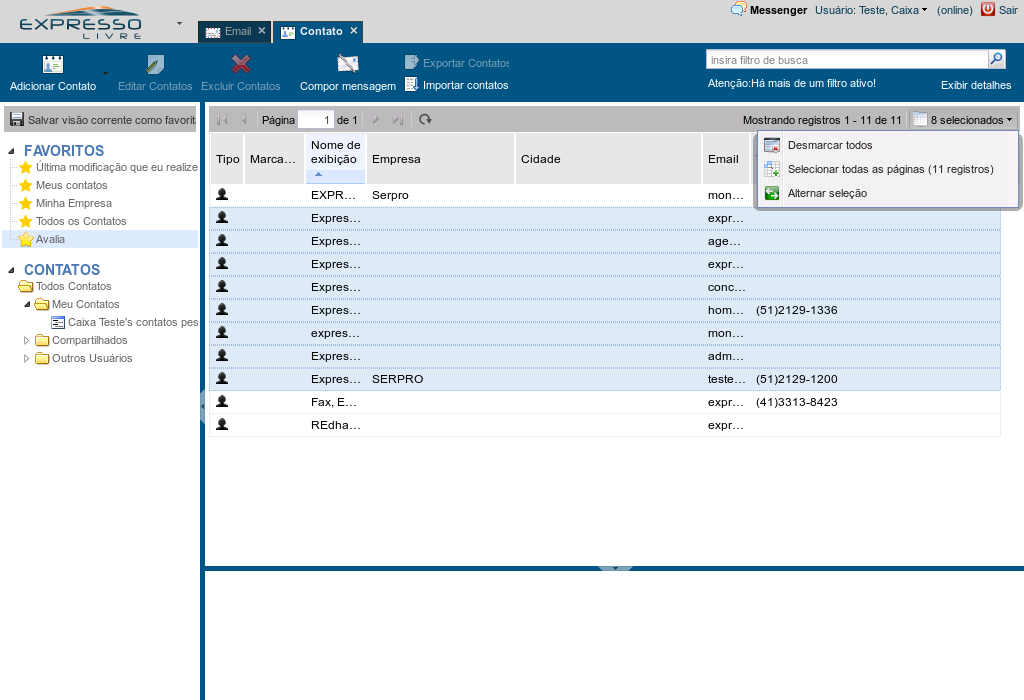 EXPRESSO
LIVRE
Email
Contato
Messenger
Usuário: Teste, Caixa
(online)
Sair
Adicionar Contato
Editar Contatos
Excluir Contatos
Compor mensagem
Exportar Contatos
Importar contatos
insira filtro de busca
Atenção:Há mais de um filtro ativo!
Exibir detalhes
Salvar visão corrente como favorit
Página 1 de 1
Mostrando registros 1 - 11 de 11
8 selecionados
Desmarcar todos
Selecionar todas as páginas (11 registros)
Alternar seleção
FAVORITOS
Última modificação que eu realize
Meus contatos
Minha Empresa
Todos os Contatos
Avalia
CONTATOS
Todos Contatos
Meu Contatos
Caixa Teste's contatos pes
Compartilhados
Outros Usuários
Tipo Marca... Nome de exibição Empresa Cidade Email
EXPR... Serpro mon...
Expres... expr...
Expres... age...
Expres... expr...
Expres... conc...
Expres... hom... (51)2129-1336
expres... mon...
Expres... adm...
Expres... SERPRO teste... (51)2129-1200
Fax, E... expr... (41)3313-8423
REdha... expr...